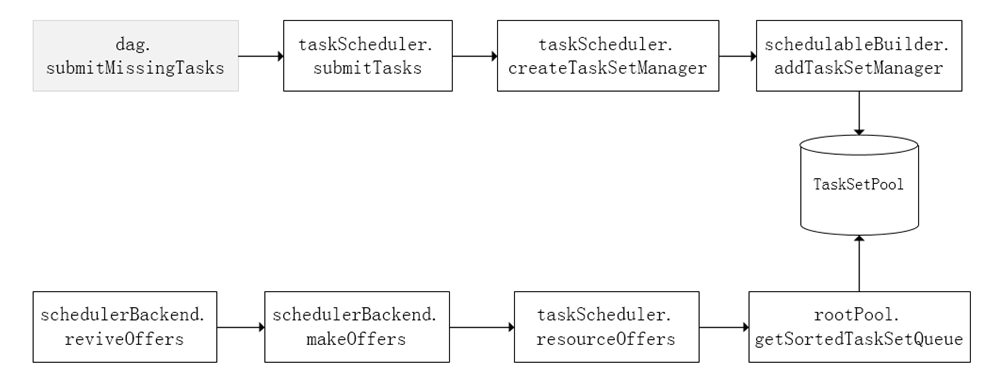 dag.
submitMissingTasks
taskScheduler.
submitTasks
taskScheduler.
createTaskSetManager
schedulableBuilder.
addTaskSetManager
TaskSetPool
schedulerBackend.
reviveOffers
schedulerBackend.
makeOffers
taskScheduler.
resourceOffers
rootPool.
getSortedTaskSetQueue